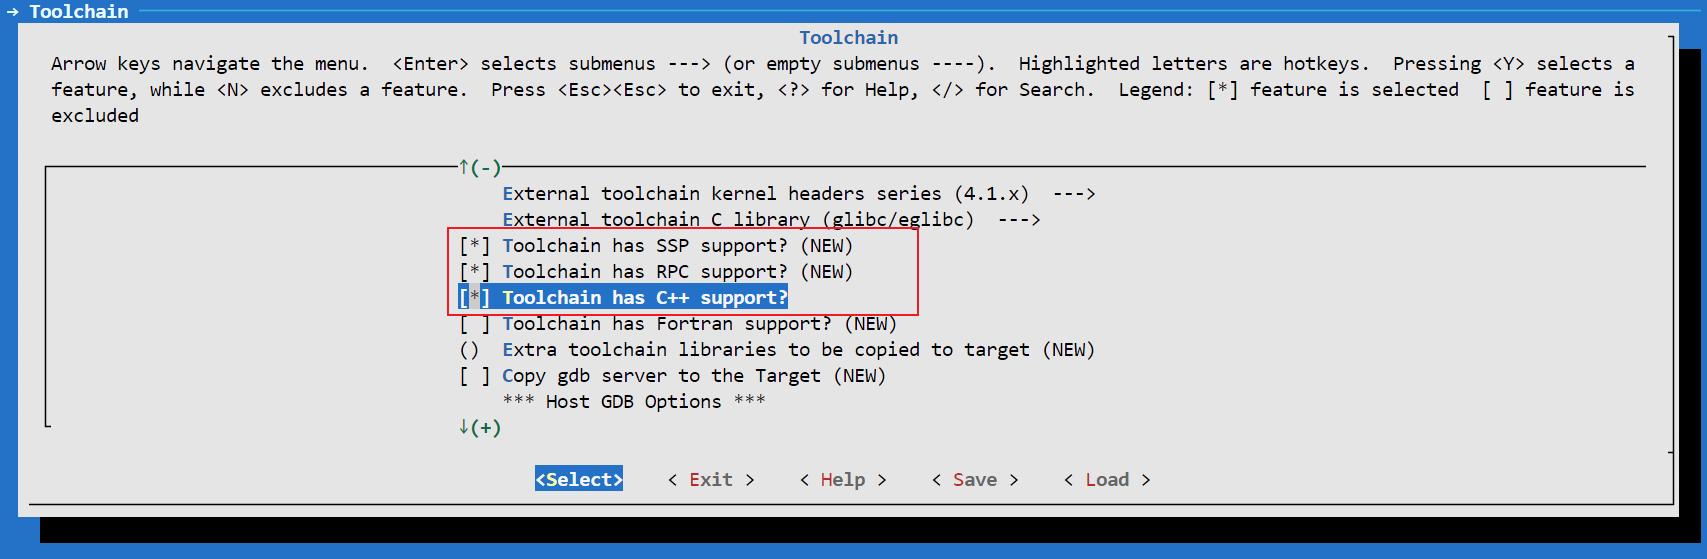 → Toolchain
Toolchain
Arrow keys navigate the menu.  <Enter> selects submenus ---> (or empty submenus ----).  Highlighted letters are hotkeys.  Pressing <Y> selects a
feature, while <N> excludes a feature.  Press <Esc><Esc> to exit, <?> for Help, </> for Search.  Legend: [*] feature is selected  [ ] feature is
excluded
↑(-)
External toolchain kernel headers series (4.1.x)  --->
External toolchain C library (glibc/eglibc)  --->
[*] Toolchain has SSP support? (NEW)
[*] Toolchain has RPC support? (NEW)
[*] Toolchain has C++ support?
[ ] Toolchain has Fortran support? (NEW)
()  Extra toolchain libraries to be copied to target (NEW)
[ ] Copy gdb server to the Target (NEW)
*** Host GDB Options ***
↓(+)
<Select>    < Exit >    < Help >    < Save >    < Load >